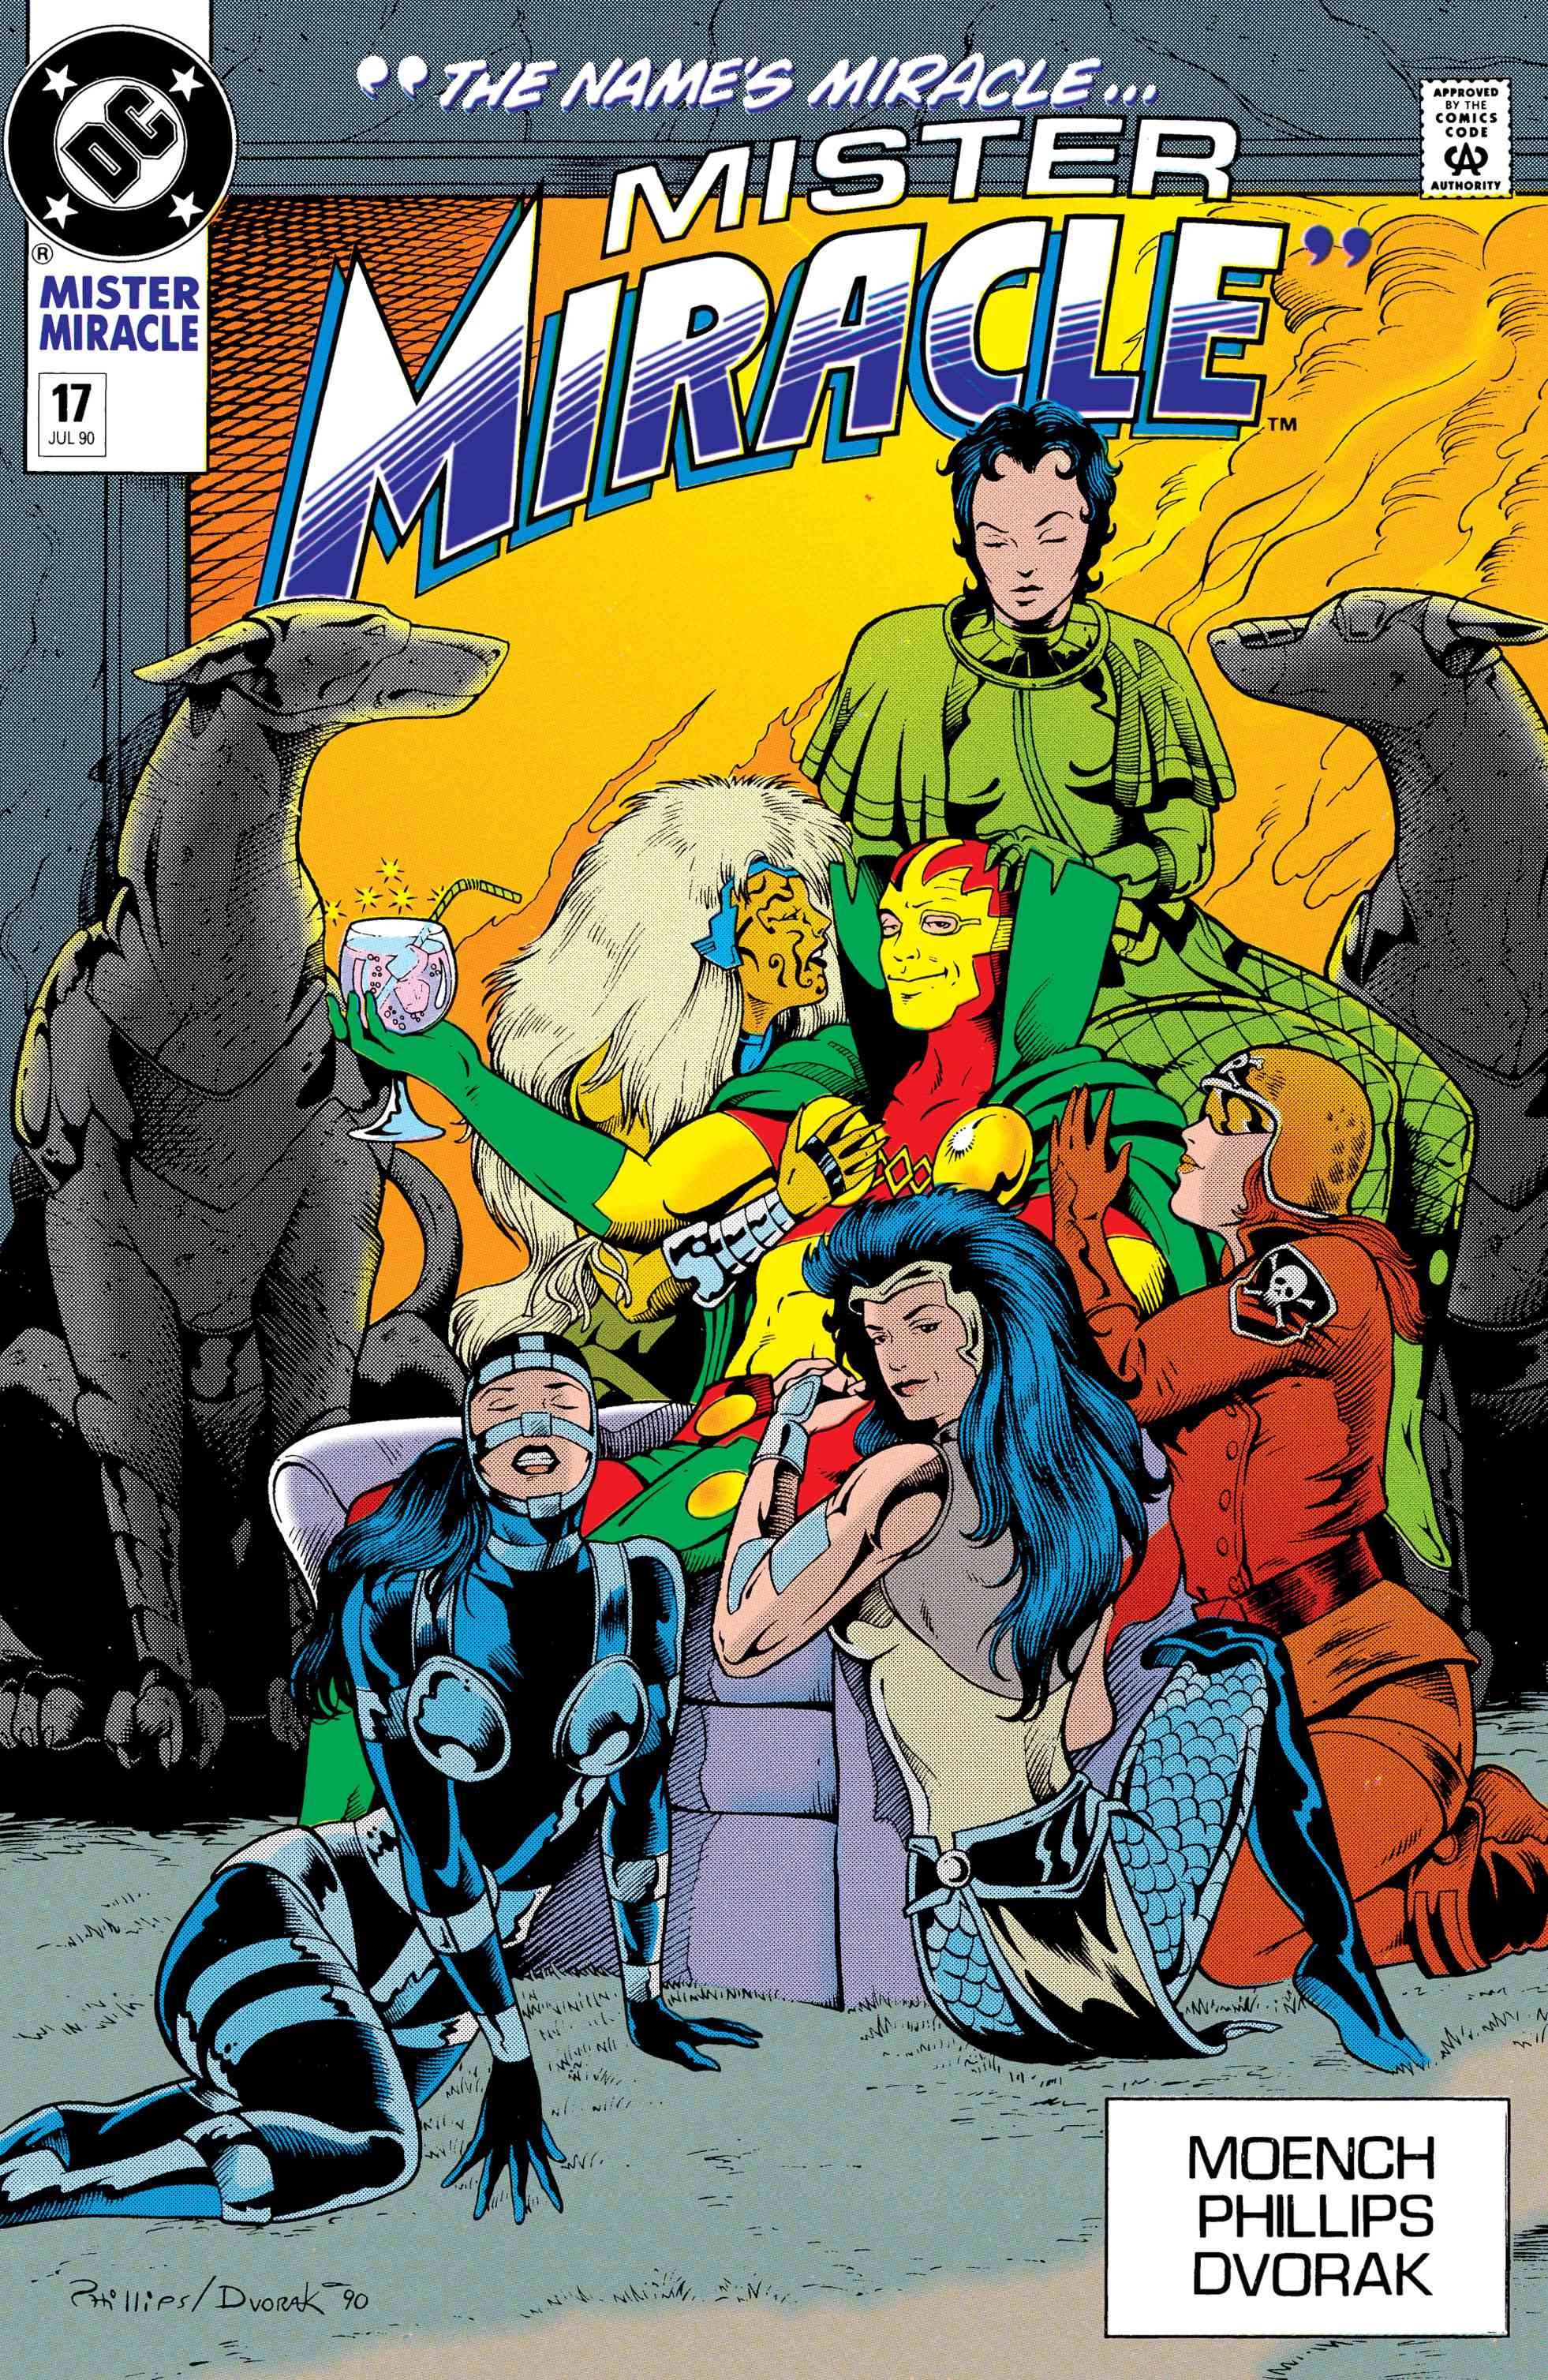 DC
®
MISTER
MIRACLE
17
JUL 90
“THE NAME'S MIRACLE...
MISTER
MIRACLE”
™
APPROVED
BY THE
COMICS
CODE
CA
AUTHORITY
MOENCH
PHILLIPS
DVORAK
PHILLIPS/DVORAK '90